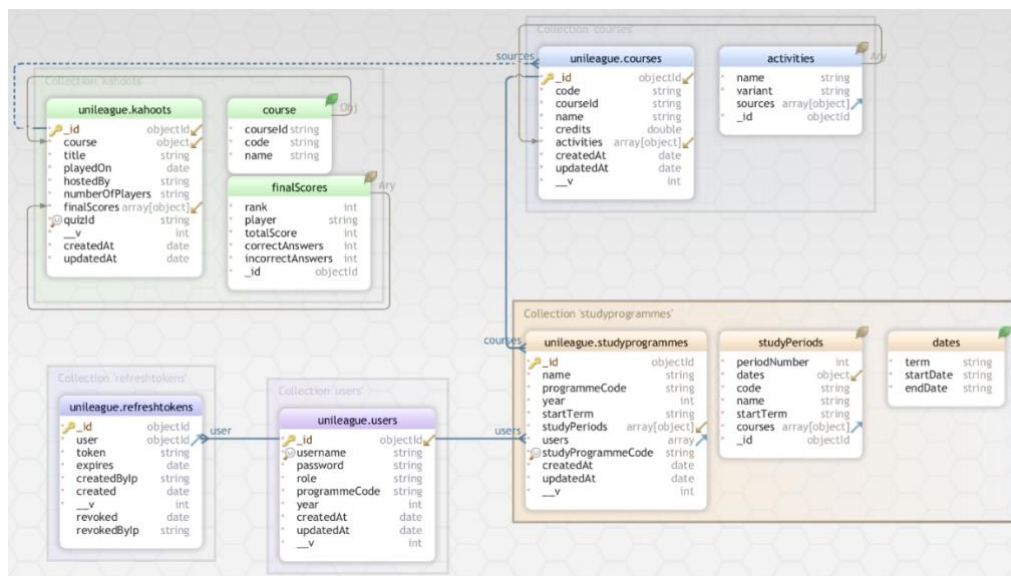 Collection 'kahoots'
unileague.kahoots
_id objectId
course object
title string
playedOn date
hostedBy string
numberOfPlayers string
finalScores array[object]
quizId string
__v int
createdAt date
updatedAt date
course
courseId string
code string
name string
Obj
finalScores
rank int
player string
totalScore int
correctAnswers int
incorrectAnswers int
_id objectId
Ary
Collection 'courses'
sources
unileague.courses
_id objectId
code string
courseId string
name string
credits double
activities array[object]
createdAt date
updatedAt date
__v int
activities
name string
variant string
sources array[object]
_id objectId
Ary
Collection 'refreshtokens'
unileague.refreshtokens
_id objectId
user objectId
token string
expires date
createdByIp string
created date
__v int
revoked date
revokedByIp string
user
Collection 'users'
unileague.users
_id objectId
username string
password string
role string
programmeCode string
year int
createdAt date
updatedAt date
__v int
users
courses
Collection 'studyprogrammes'
unileague.studyprogrammes
_id objectId
name string
programmeCode string
year int
startTerm string
studyPeriods array[object]
users array
studyProgrammeCode string
createdAt date
updatedAt date
__v int
studyPeriods
periodNumber int
dates object
code string
name string
startTerm string
courses array[object]
_id objectId
dates
term string
startDate string
endDate string